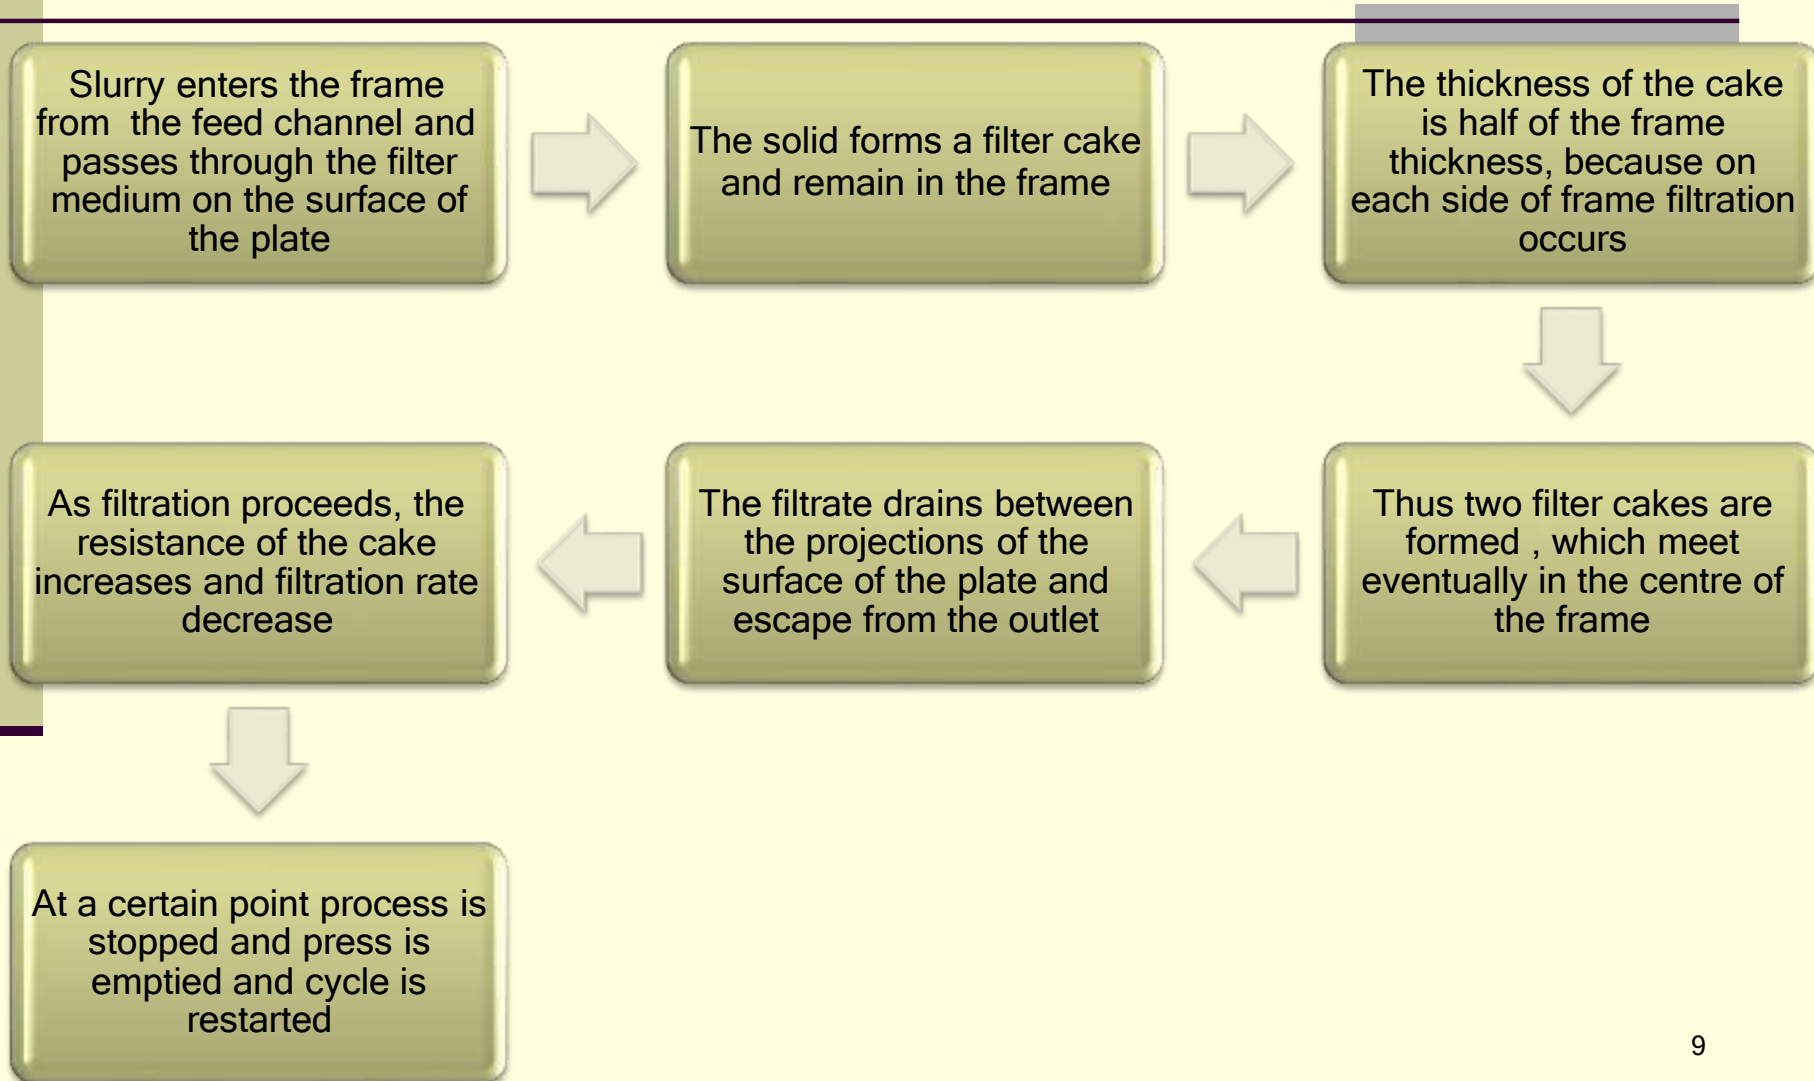 Slurry enters the frame
from the feed channel and
passes through the filter
medium on the surface of
the plate
The solid forms a filter cake
and remain in the frame
The thickness of the cake
is half of the frame
thickness, because on
each side of frame filtration
occurs
Thus two filter cakes are
formed , which meet
eventually in the centre of
the frame
The filtrate drains between
the projections of the
surface of the plate and
escape from the outlet
As filtration proceeds, the
resistance of the cake
increases and filtration rate
decrease
At a certain point process is
stopped and press is
emptied and cycle is
restarted
9